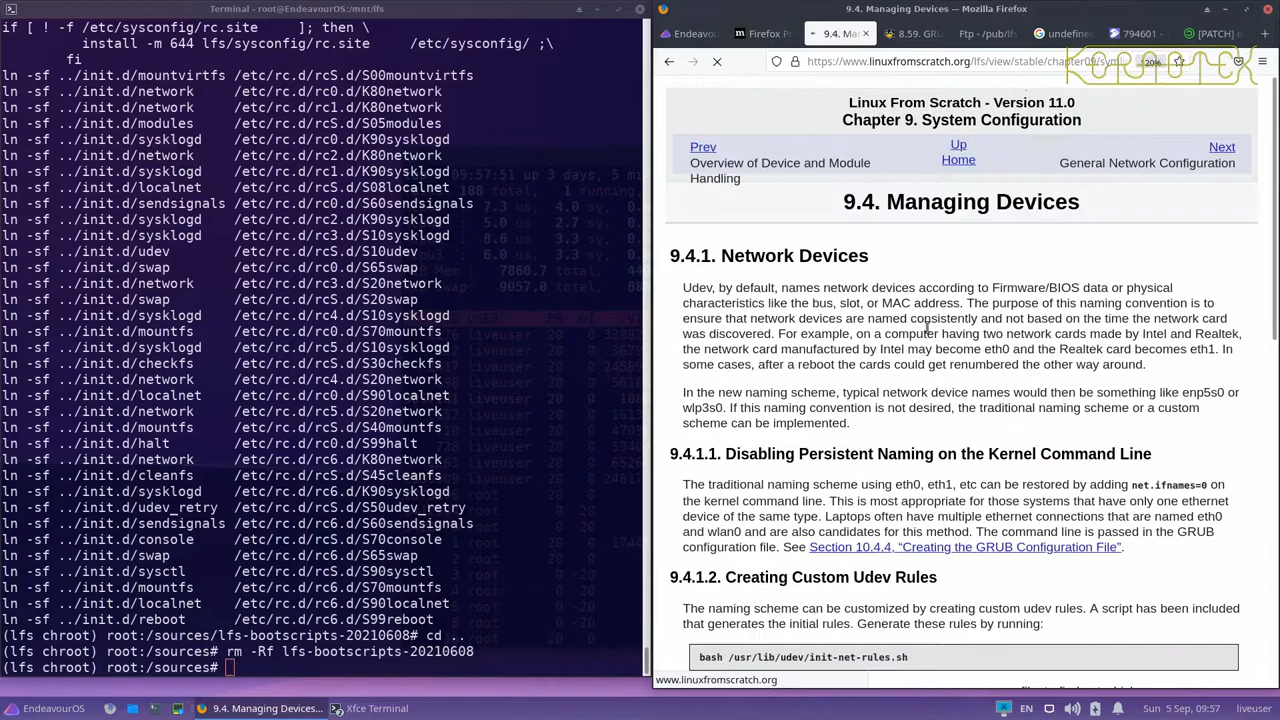 Terminal - root@EndeavourOS:/mnt/lfs
if [ ! -f /etc/sysconfig/rc.site     ]; then \
install -m 644 lfs/sysconfig/rc.site     /etc/sysconfig/ ;\
fi
ln -sf ../init.d/mountvirtfs /etc/rc.d/rcS.d/S00mountvirtfs
ln -sf ../init.d/network     /etc/rc.d/rc0.d/K80network
ln -sf ../init.d/network     /etc/rc.d/rc1.d/K80network
ln -sf ../init.d/modules     /etc/rc.d/rcS.d/S05modules
ln -sf ../init.d/sysklogd    /etc/rc.d/rc0.d/K90sysklogd
ln -sf ../init.d/network     /etc/rc.d/rc2.d/K80network
ln -sf ../init.d/sysklogd    /etc/rc.d/rc1.d/K90sysklogd
ln -sf ../init.d/localnet    /etc/rc.d/rcS.d/S08localnet
ln -sf ../init.d/sendsignals /etc/rc.d/rc0.d/S60sendsignals
ln -sf ../init.d/sysklogd    /etc/rc.d/rc2.d/K90sysklogd
ln -sf ../init.d/sysklogd    /etc/rc.d/rc3.d/S10sysklogd
ln -sf ../init.d/udev        /etc/rc.d/rcS.d/S10udev
ln -sf ../init.d/swap        /etc/rc.d/rc0.d/S65swap
ln -sf ../init.d/network     /etc/rc.d/rc3.d/S20network
ln -sf ../init.d/swap        /etc/rc.d/rcS.d/S20swap
ln -sf ../init.d/sysklogd    /etc/rc.d/rc4.d/S10sysklogd
ln -sf ../init.d/mountfs     /etc/rc.d/rc0.d/S70mountfs
ln -sf ../init.d/sysklogd    /etc/rc.d/rc5.d/S10sysklogd
ln -sf ../init.d/checkfs     /etc/rc.d/rcS.d/S30checkfs
ln -sf ../init.d/network     /etc/rc.d/rc4.d/S20network
ln -sf ../init.d/localnet    /etc/rc.d/rc0.d/S90localnet
ln -sf ../init.d/network     /etc/rc.d/rc5.d/S20network
ln -sf ../init.d/mountfs     /etc/rc.d/rcS.d/S40mountfs
ln -sf ../init.d/halt        /etc/rc.d/rc0.d/S99halt
ln -sf ../init.d/network     /etc/rc.d/rc6.d/K80network
ln -sf ../init.d/cleanfs     /etc/rc.d/rcS.d/S45cleanfs
ln -sf ../init.d/sysklogd    /etc/rc.d/rc6.d/K90sysklogd
ln -sf ../init.d/udev_retry  /etc/rc.d/rcS.d/S50udev_retry
ln -sf ../init.d/sendsignals /etc/rc.d/rc6.d/S60sendsignals
ln -sf ../init.d/console     /etc/rc.d/rcS.d/S70console
ln -sf ../init.d/swap        /etc/rc.d/rc6.d/S65swap
ln -sf ../init.d/sysctl      /etc/rc.d/rcS.d/S90sysctl
ln -sf ../init.d/mountfs     /etc/rc.d/rc6.d/S70mountfs
ln -sf ../init.d/localnet    /etc/rc.d/rc6.d/S90localnet
ln -sf ../init.d/reboot      /etc/rc.d/rc6.d/S99reboot
(lfs chroot) root:/sources/lfs-bootscripts-20210608# cd ..
(lfs chroot) root:/sources# rm -Rf lfs-bootscripts-20210608
(lfs chroot) root:/sources#
9.4. Managing Devices — Mozilla Firefox
Endeavou
Firefox Pr
9.4. Ma
8.59. GRU
Ftp - /pub/lfs
undefined
794601 -
[PATCH] e
https://www.linuxfromscratch.org/lfs/view/stable/chapter09/sym
120%
KONOTEX
Linux From Scratch - Version 11.0
Chapter 9. System Configuration
Prev
Up
Next
Overview of Device and Module
Handling
Home
General Network Configuration
9.4. Managing Devices
9.4.1. Network Devices
Udev, by default, names network devices according to Firmware/BIOS data or physical
characteristics like the bus, slot, or MAC address. The purpose of this naming convention is to
ensure that network devices are named consistently and not based on the time the network card
was discovered. For example, on a computer having two network cards made by Intel and Realtek,
the network card manufactured by Intel may become eth0 and the Realtek card becomes eth1. In
some cases, after a reboot the cards could get renumbered the other way around.
In the new naming scheme, typical network device names would then be something like enp5s0 or
wlp3s0. If this naming convention is not desired, the traditional naming scheme or a custom
scheme can be implemented.
9.4.1.1. Disabling Persistent Naming on the Kernel Command Line
The traditional naming scheme using eth0, eth1, etc can be restored by adding net.ifnames=0 on
the kernel command line. This is most appropriate for those systems that have only one ethernet
device of the same type. Laptops often have multiple ethernet connections that are named eth0
and wlan0 and are also candidates for this method. The command line is passed in the GRUB
configuration file. See Section 10.4.4, “Creating the GRUB Configuration File”.
9.4.1.2. Creating Custom Udev Rules
The naming scheme can be customized by creating custom udev rules. A script has been included
that generates the initial rules. Generate these rules by running:
bash /usr/lib/udev/init-net-rules.sh
www.linuxfromscratch.org
EndeavourOS
9.4. Managing Devices...
Xfce Terminal
EN
Sun 5 Sep, 09:57
liveuser